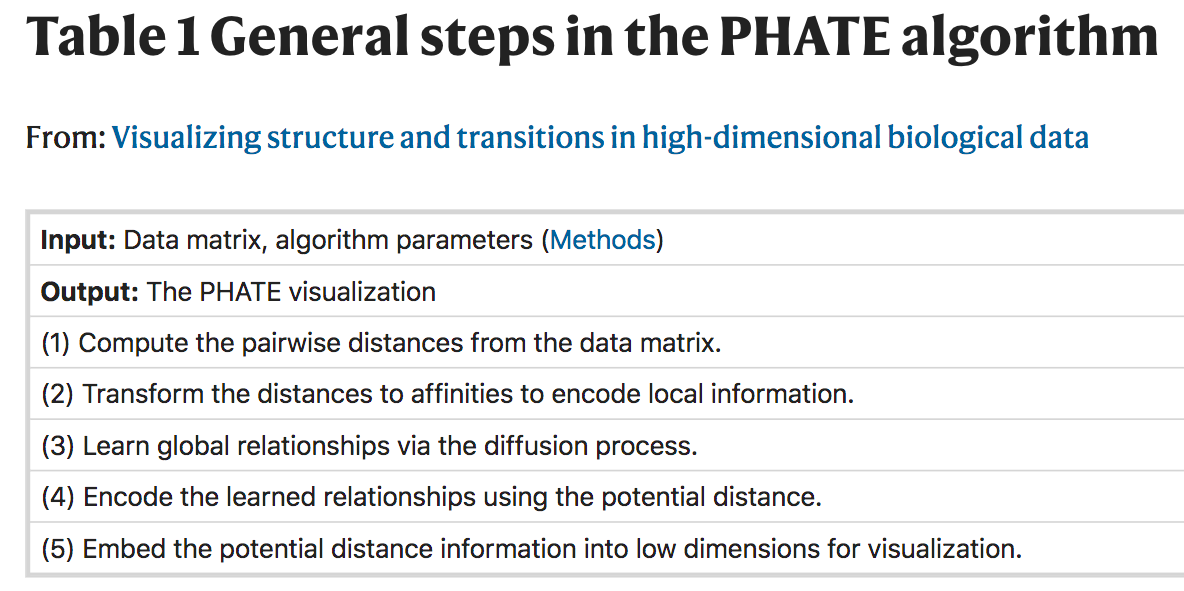 Table 1 General steps in the PHATE algorithm
From: Visualizing structure and transitions in high-dimensional biological data
Input: Data matrix, algorithm parameters (Methods)
Output: The PHATE visualization
(1) Compute the pairwise distances from the data matrix.
(2) Transform the distances to affinities to encode local information.
(3) Learn global relationships via the diffusion process.
(4) Encode the learned relationships using the potential distance.
(5) Embed the potential distance information into low dimensions for visualization.